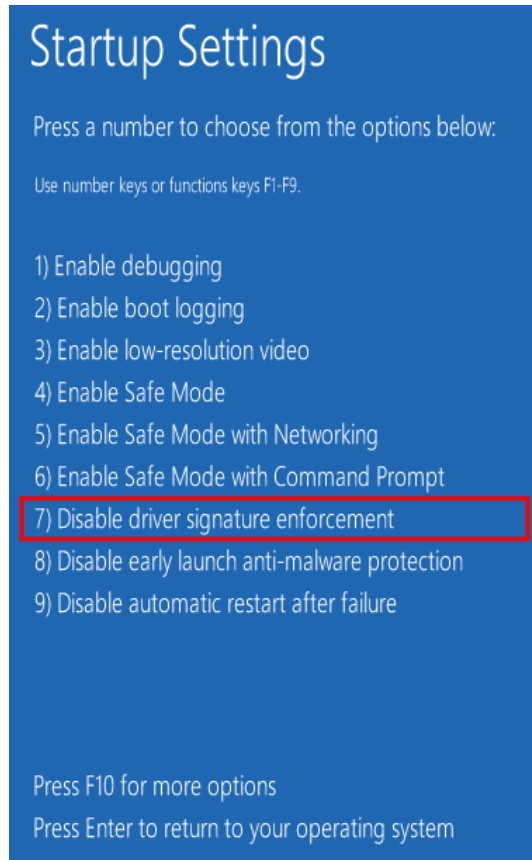 Startup Settings
Press a number to choose from the options below:
Use number keys or functions keys F1-F9.
1) Enable debugging
2) Enable boot logging
3) Enable low-resolution video
4) Enable Safe Mode
5) Enable Safe Mode with Networking
6) Enable Safe Mode with Command Prompt
7) Disable driver signature enforcement
8) Disable early launch anti-malware protection
9) Disable automatic restart after failure
Press F10 for more options
Press Enter to return to your operating system